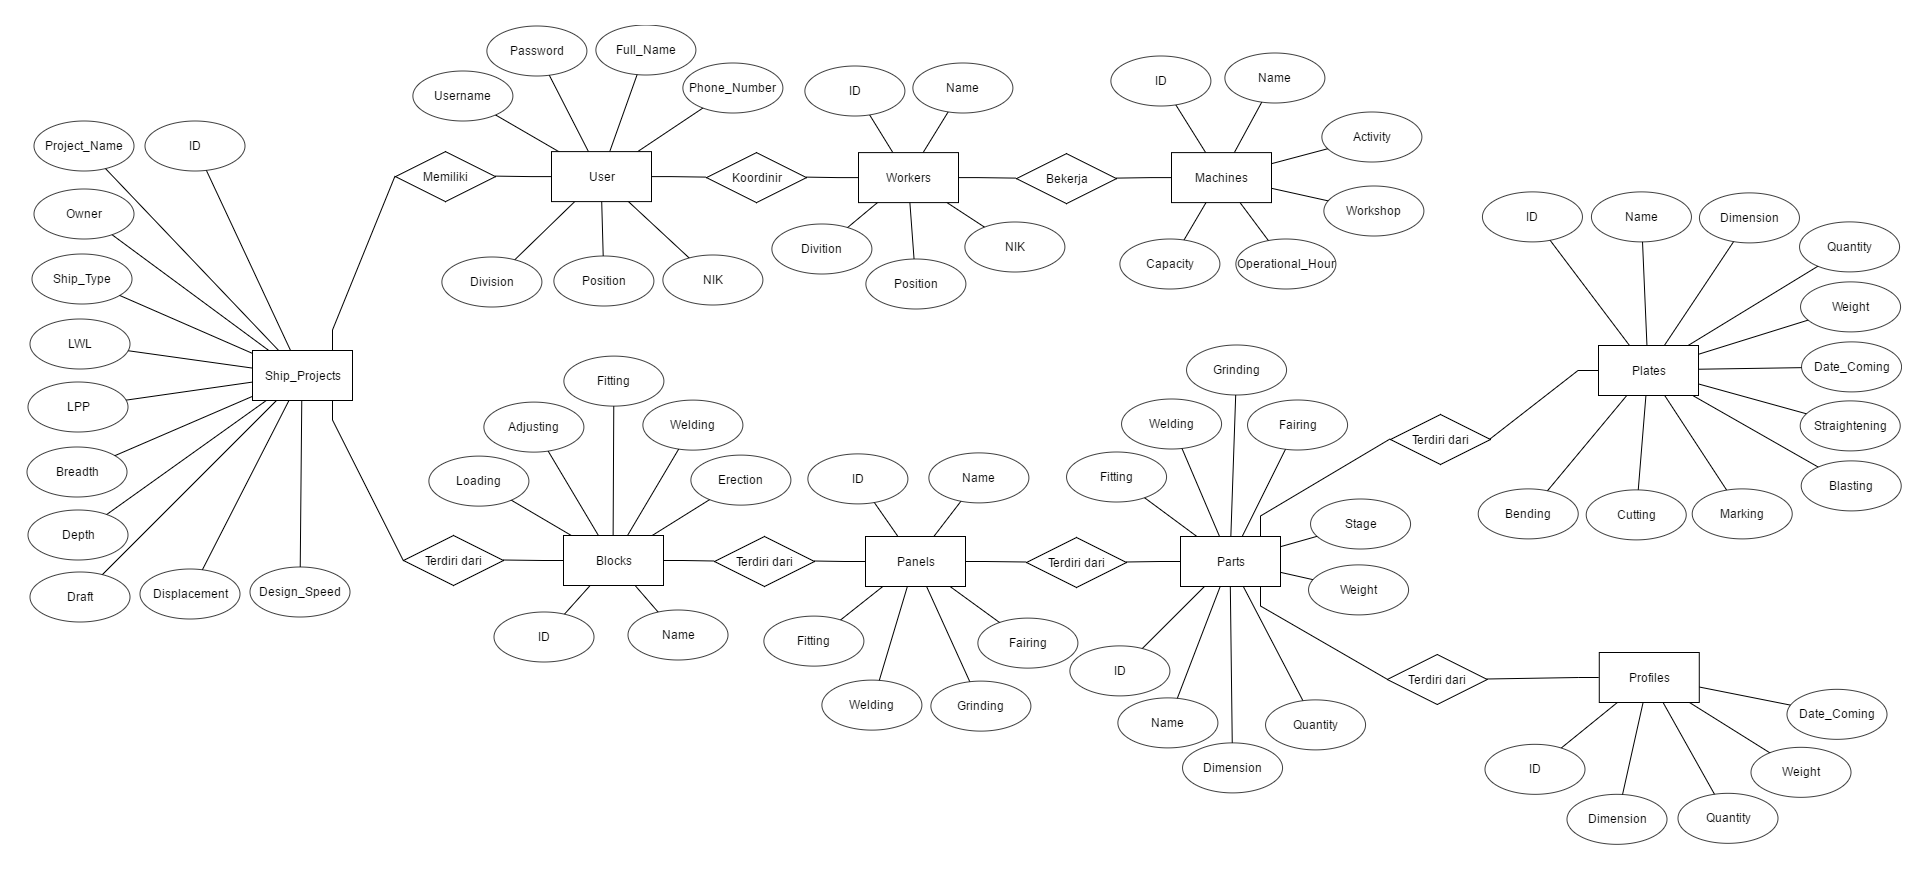 Password
Full_Name
Username
Phone_Number
ID
Name
ID
Name
Project_Name
ID
Activity
Memiliki
User
Koordinir
Workers
Bekerja
Machines
Workshop
Owner
Division
Position
NIK
Divition
Position
NIK
Capacity
Operational_Hour
ID
Name
Dimension
Quantity
Ship_Type
Weight
LWL
Ship_Projects
Plates
Date_Coming
LPP
Fitting
Adjusting
Welding
Grinding
Welding
Fairing
Terdiri dari
Straightening
Breadth
Loading
Erection
ID
Name
Fitting
Stage
Bending
Cutting
Marking
Blasting
Depth
Terdiri dari
Blocks
Terdiri dari
Panels
Terdiri dari
Parts
Weight
Draft
Displacement
Design_Speed
ID
Name
Fitting
Fairing
ID
Terdiri dari
Profiles
Welding
Grinding
Name
Quantity
Date_Coming
Dimension
ID
Weight
Dimension
Quantity